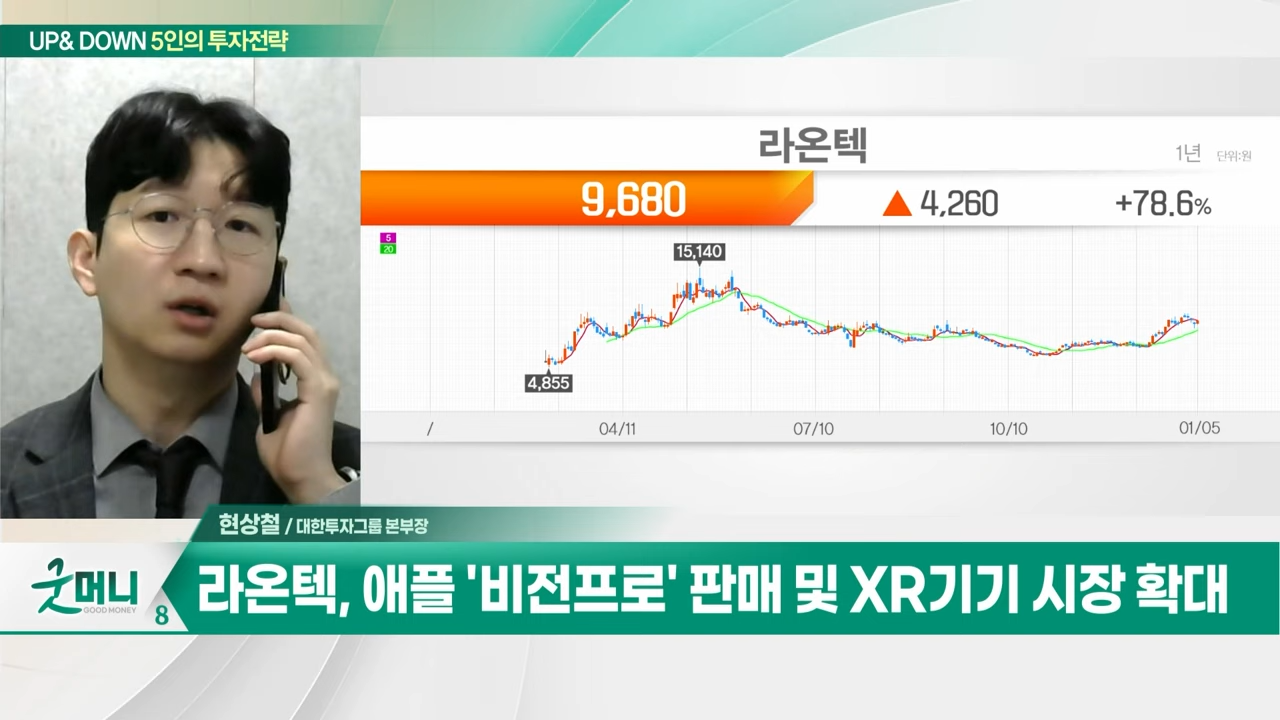 UP& DOWN 5인의 투자전략
라온텍
1년 단위:원
9,680 ▲ 4,260 +78.6%
5
20
15,140
4,855
/ 04/11 07/10 10/10 01/05
현상철 / 대한투자그룹 본부장
굿머니 GOOD MONEY 8
라온텍, 애플 '비전프로' 판매 및 XR기기 시장 확대